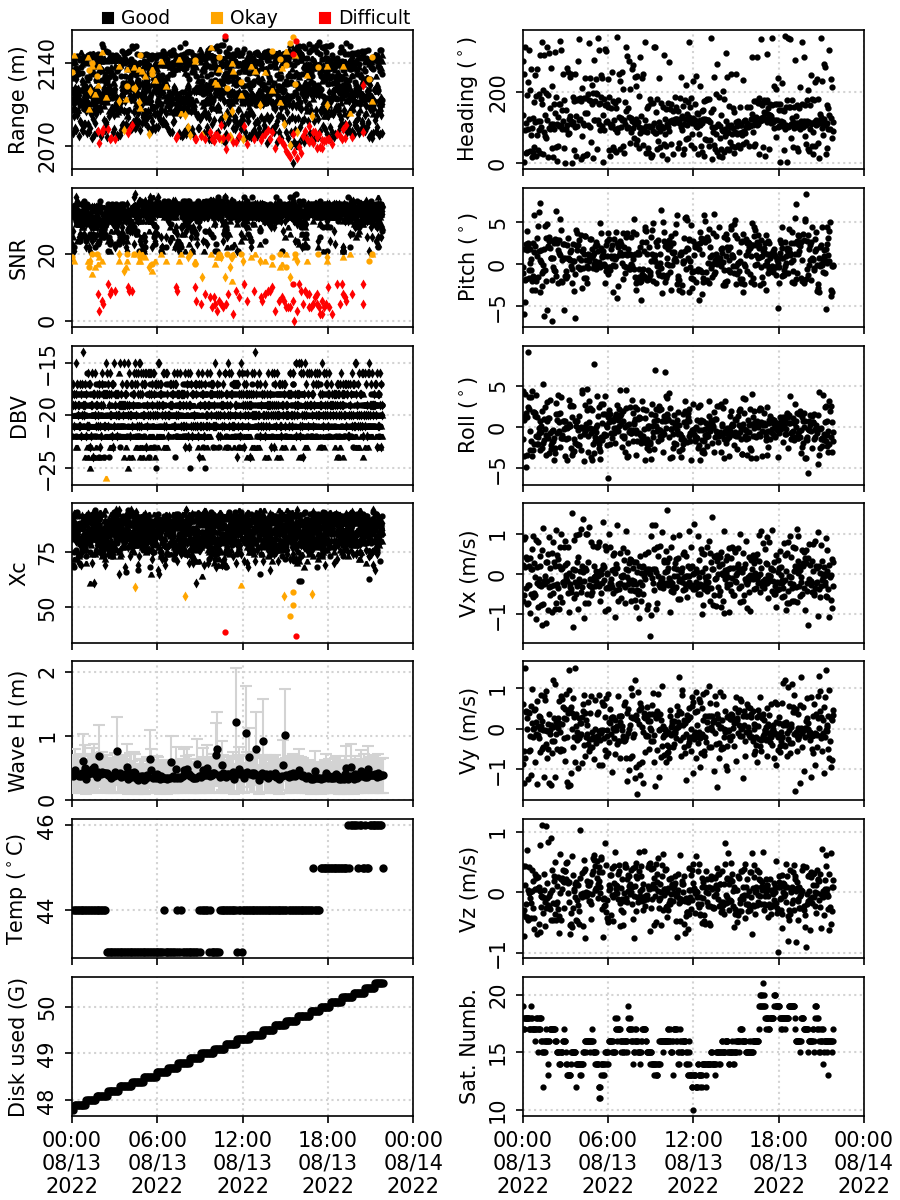 Good Okay Difficult
Range (m)
2140
2070
Heading (°)
200
0
SNR
20
0
Pitch (°)
5
0
−5
DBV
−15
−20
−25
Roll (°)
5
0
−5
Xc
75
50
Vx (m/s)
1
0
−1
Wave H (m)
2
1
0
Vy (m/s)
1
0
−1
Temp (°C)
46
44
Vz (m/s)
1
0
−1
Disk used (G)
50
49
48
Sat. Numb.
20
15
10
00:00 06:00 12:00 18:00 00:00
08/13 08/13 08/13 08/13 08/14
2022 2022 2022 2022 2022
00:00 06:00 12:00 18:00 00:00
08/13 08/13 08/13 08/13 08/14
2022 2022 2022 2022 2022